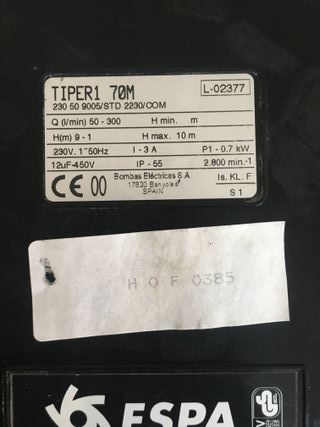 TIPER1 70M
L-02377
230 50 9005/STD 2230/COM
Q (l/min) 50 - 300 H min. m
H(m) 9 - 1 H max. 10 m
230V. 1~50Hz I - 3 A P1 - 0.7 kW
12uF-450V IP - 55 2.800 min.-¹
CE 00 Bombas Eléctricas S.A. Is. KL. F
17820 Banyoles
SPAIN S 1
H O F 0385
ESPA